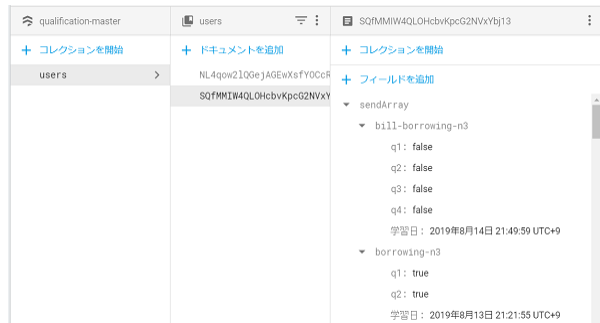 qualification-master
users
SQfMMIW4QLOHcbvKpcG2NVxYbj13
+ コレクションを開始
+ ドキュメントを追加
+ コレクションを開始
users
NL4qow2lQGejAGEwXsfYOCcR
SQfMMIW4QLOHcbvKpcG2NVxY
+ フィールドを追加
sendArray
bill-borrowing-n3
q1: false
q2: false
q3: false
q4: false
学習日: 2019年8月14日 21:49:59 UTC+9
borrowing-n3
q1: true
q2: true
学習日: 2019年8月13日 21:21:55 UTC+9